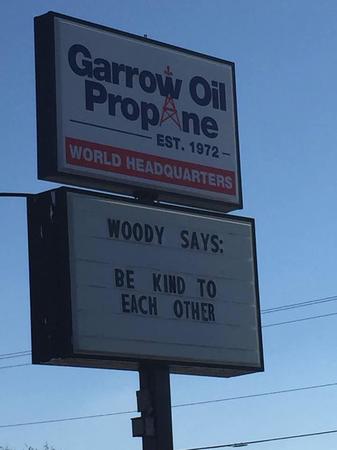 Garrow Oil
Propane
EST. 1972
WORLD HEADQUARTERS
WOODY SAYS:
BE KIND TO
EACH OTHER